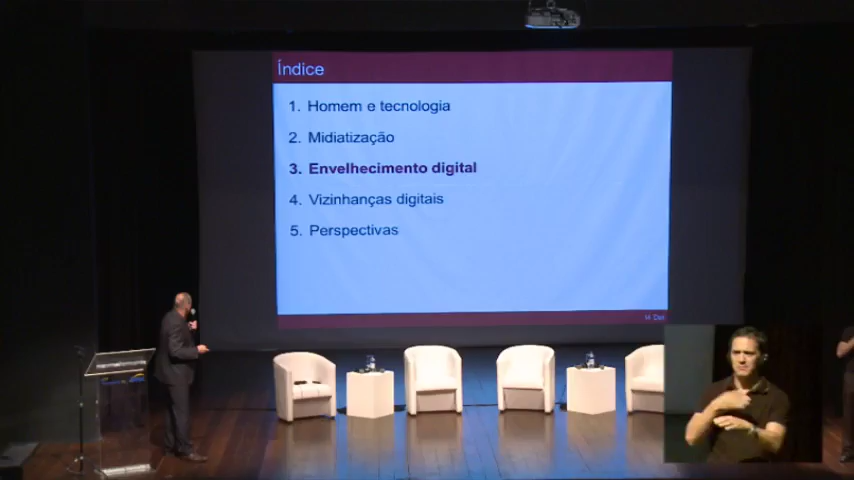 Índice
1. Homem e tecnologia
2. Midiatização
3. Envelhecimento digital
4. Vizinhanças digitais
5. Perspectivas